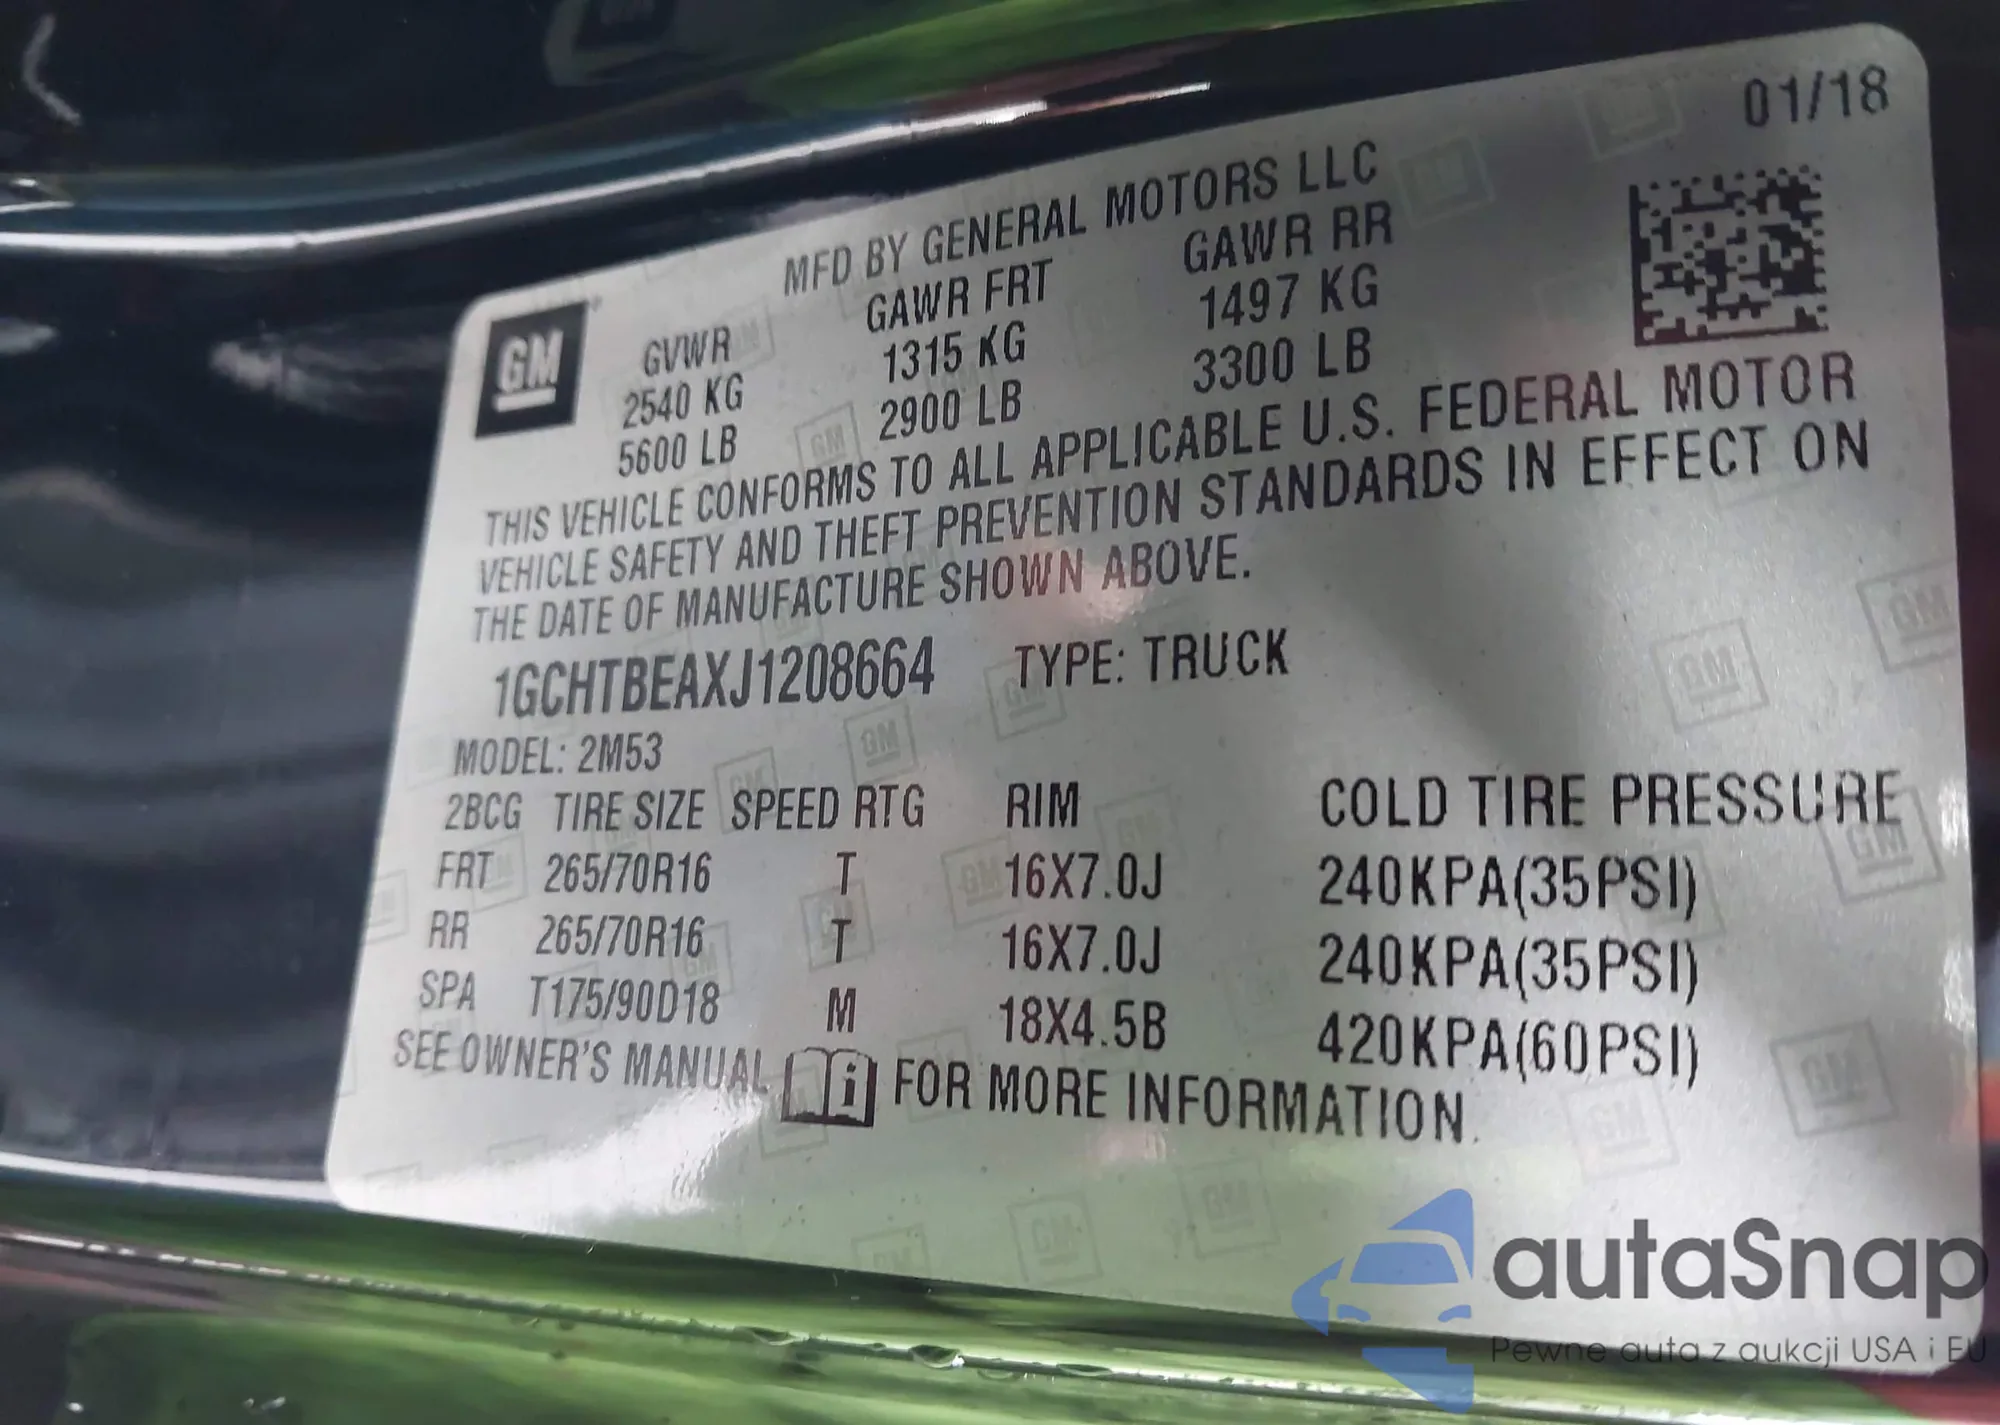 01/18
MFD BY GENERAL MOTORS LLC
GM
GVWR GAWR FRT GAWR RR
2540 KG 1315 KG 1497 KG
5600 LB 2900 LB 3300 LB
THIS VEHICLE CONFORMS TO ALL APPLICABLE U.S. FEDERAL MOTOR
VEHICLE SAFETY AND THEFT PREVENTION STANDARDS IN EFFECT ON
THE DATE OF MANUFACTURE SHOWN ABOVE.
1GCHTBEAXJ1208664 TYPE: TRUCK
MODEL: 2M53
2BCG TIRE SIZE SPEED RTG RIM COLD TIRE PRESSURE
FRT 265/70R16 T 16X7.0J 240KPA(35PSI)
RR 265/70R16 T 16X7.0J 240KPA(35PSI)
SPA T175/90D18 M 18X4.5B 420KPA(60PSI)
SEE OWNER'S MANUAL i FOR MORE INFORMATION.
autaSnap
Pewne auta z aukcji USA i EU